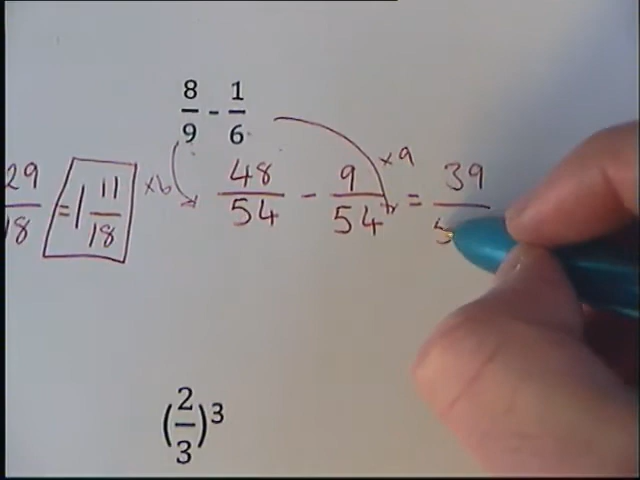 8/9 - 1/6
29/18 = 1 11/18
×6 48/54 - 9/54 ×9 = 39/5
(2/3)³